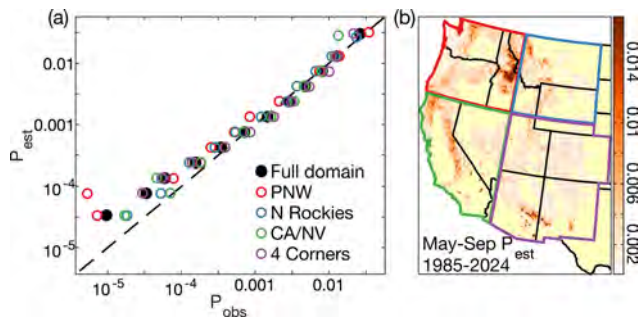 (a)
P_est
0.01
0.001
10^-4
10^-5
Full domain
PNW
N Rockies
CA/NV
4 Corners
10^-5 10^-4 0.001 0.01
P_obs
(b)
May-Sep P_est
1985-2024
0.014
0.01
0.006
0.002